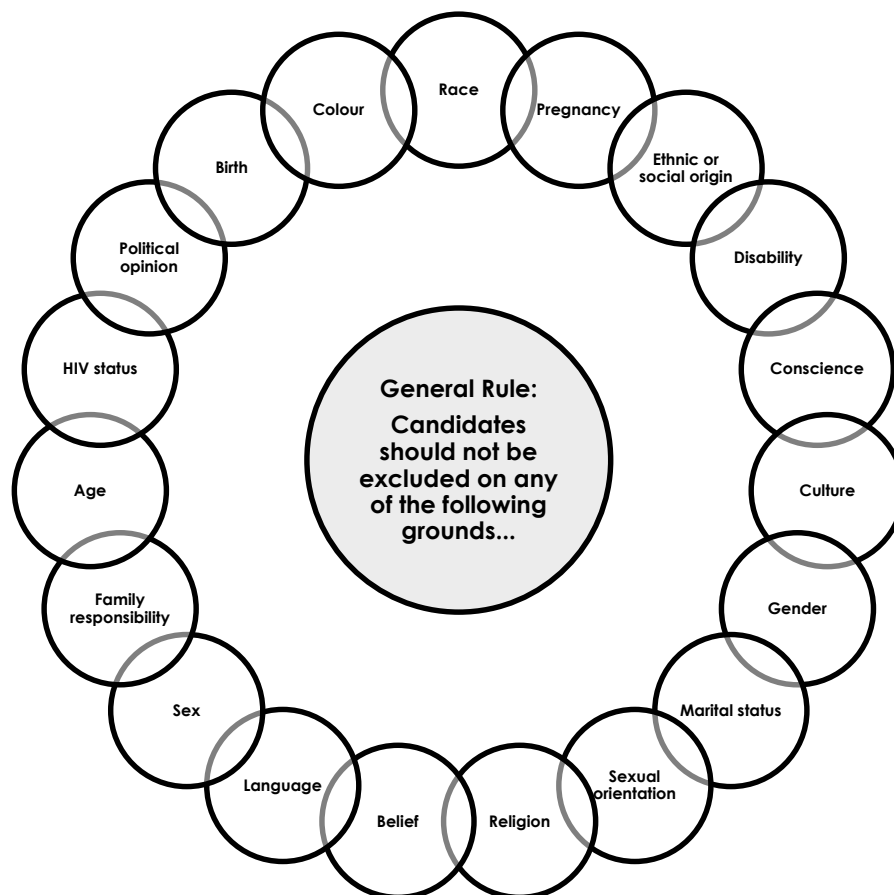 General Rule:
Candidates
should not be
excluded on any
of the following
grounds...
Race
Pregnancy
Ethnic or
social origin
Disability
Conscience
Culture
Gender
Marital status
Sexual
orientation
Religion
Belief
Language
Sex
Family
responsibility
Age
HIV status
Political
opinion
Birth
Colour